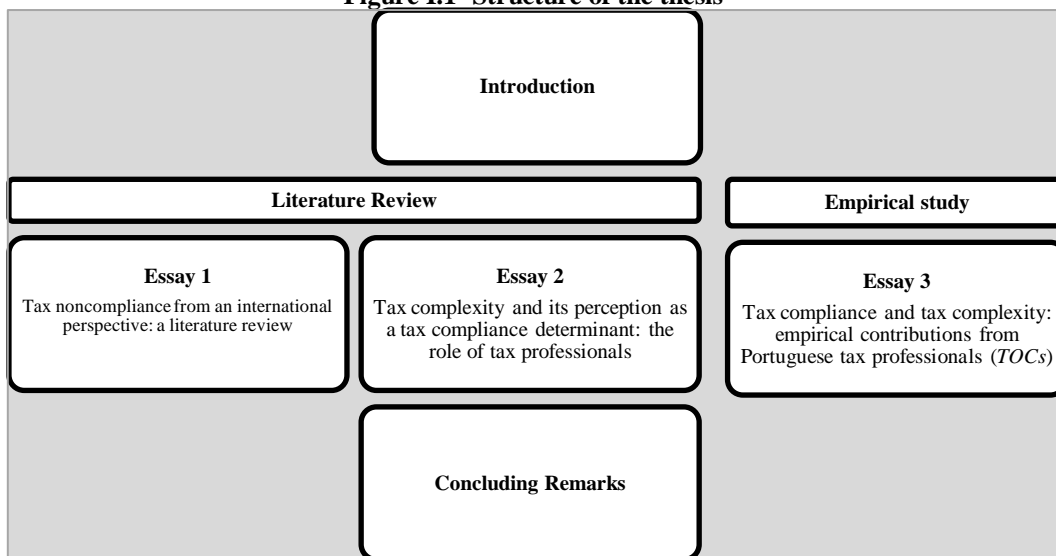 Figure I.1- Structure of the thesis
Introduction
Literature Review
Empirical study
Essay 1
Tax noncompliance from an international
perspective: a literature review
Essay 2
Tax complexity and its perception as
a tax compliance determinant: the
role of tax professionals
Essay 3
Tax compliance and tax complexity:
empirical contributions from
Portuguese tax professionals (TOCs)
Concluding Remarks